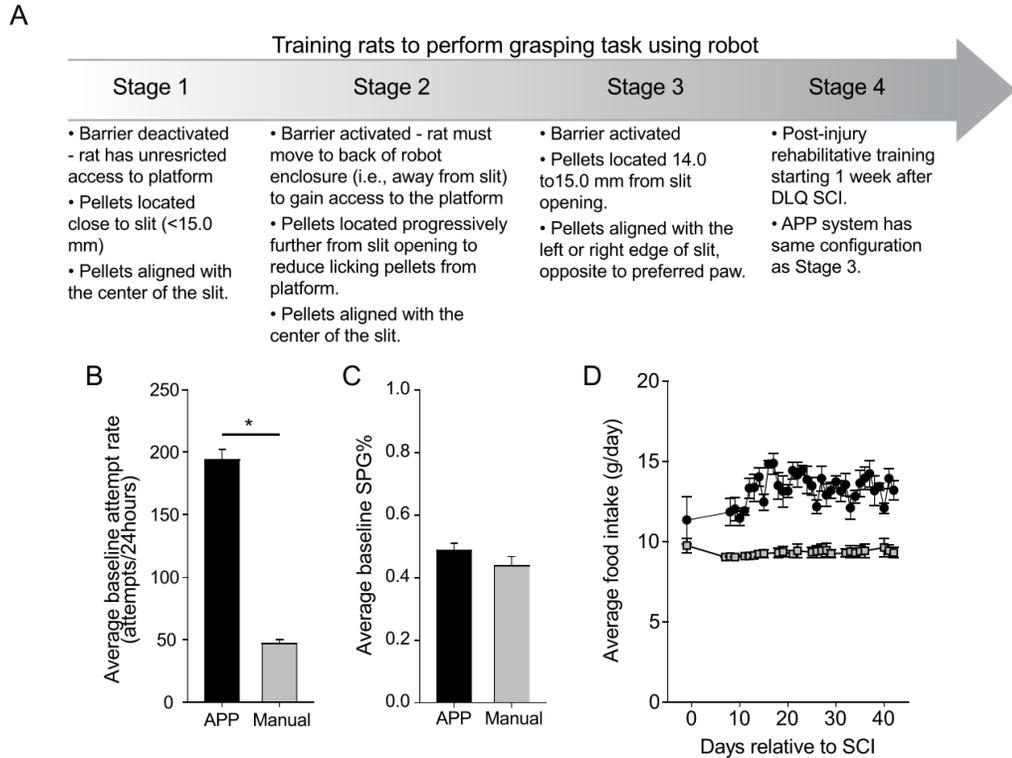 A
Training rats to perform grasping task using robot
Stage 1
Stage 2
Stage 3
Stage 4
• Barrier deactivated
- rat has unresricted
access to platform
• Pellets located
close to slit (<15.0
mm)
• Pellets aligned with
the center of the slit.
• Barrier activated - rat must
move to back of robot
enclosure (i.e., away from slit)
to gain access to the platform
• Pellets located progressively
further from slit opening to
reduce licking pellets from
platform.
• Pellets aligned with the
center of the slit.
• Barrier activated
• Pellets located 14.0
to15.0 mm from slit
opening.
• Pellets aligned with the
left or right edge of slit,
opposite to preferred paw.
• Post-injury
rehabilitative training
starting 1 week after
DLQ SCI.
• APP system has
same configuration
as Stage 3.
B
Average baseline attempt rate
(attempts/24hours)
250
200
150
100
50
0
*
APP
Manual
C
Average baseline SPG%
1.0
0.8
0.6
0.4
0.2
0.0
APP
Manual
D
Average food intake (g/day)
20
15
10
5
0
0
10
20
30
40
Days relative to SCI